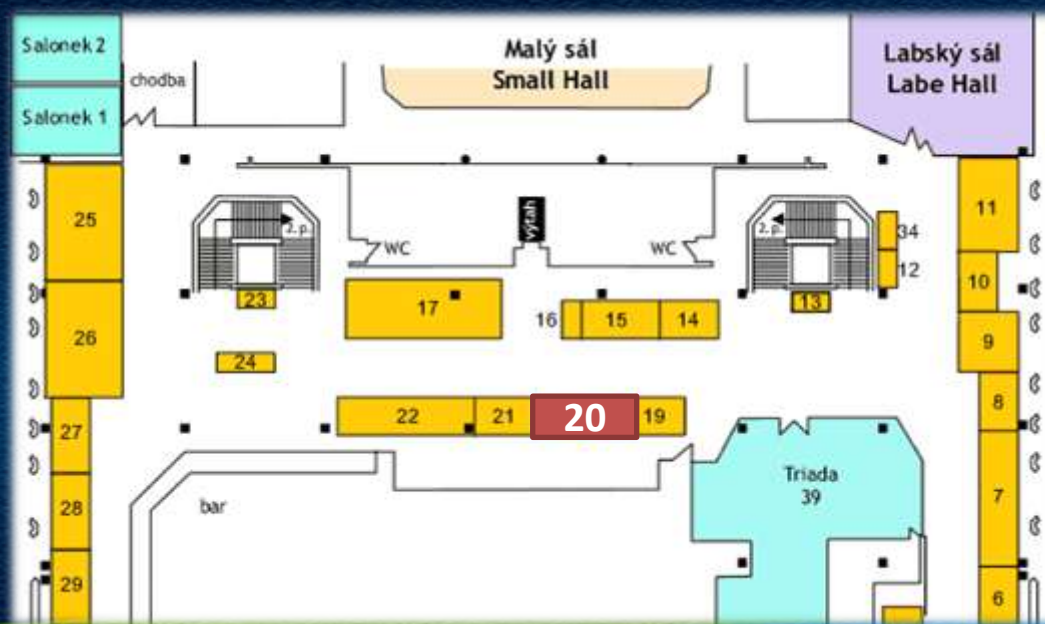 Salonek 2
chodba
Salonek 1
Malý sál
Small Hall
Labský sál
Labe Hall
25
2. p.
WC
výtah
WC
2. p.
34
12
11
10
23
17
16
15
14
13
26
24
9
27
22
21
20
19
8
28
bar
Triada
39
7
29
6